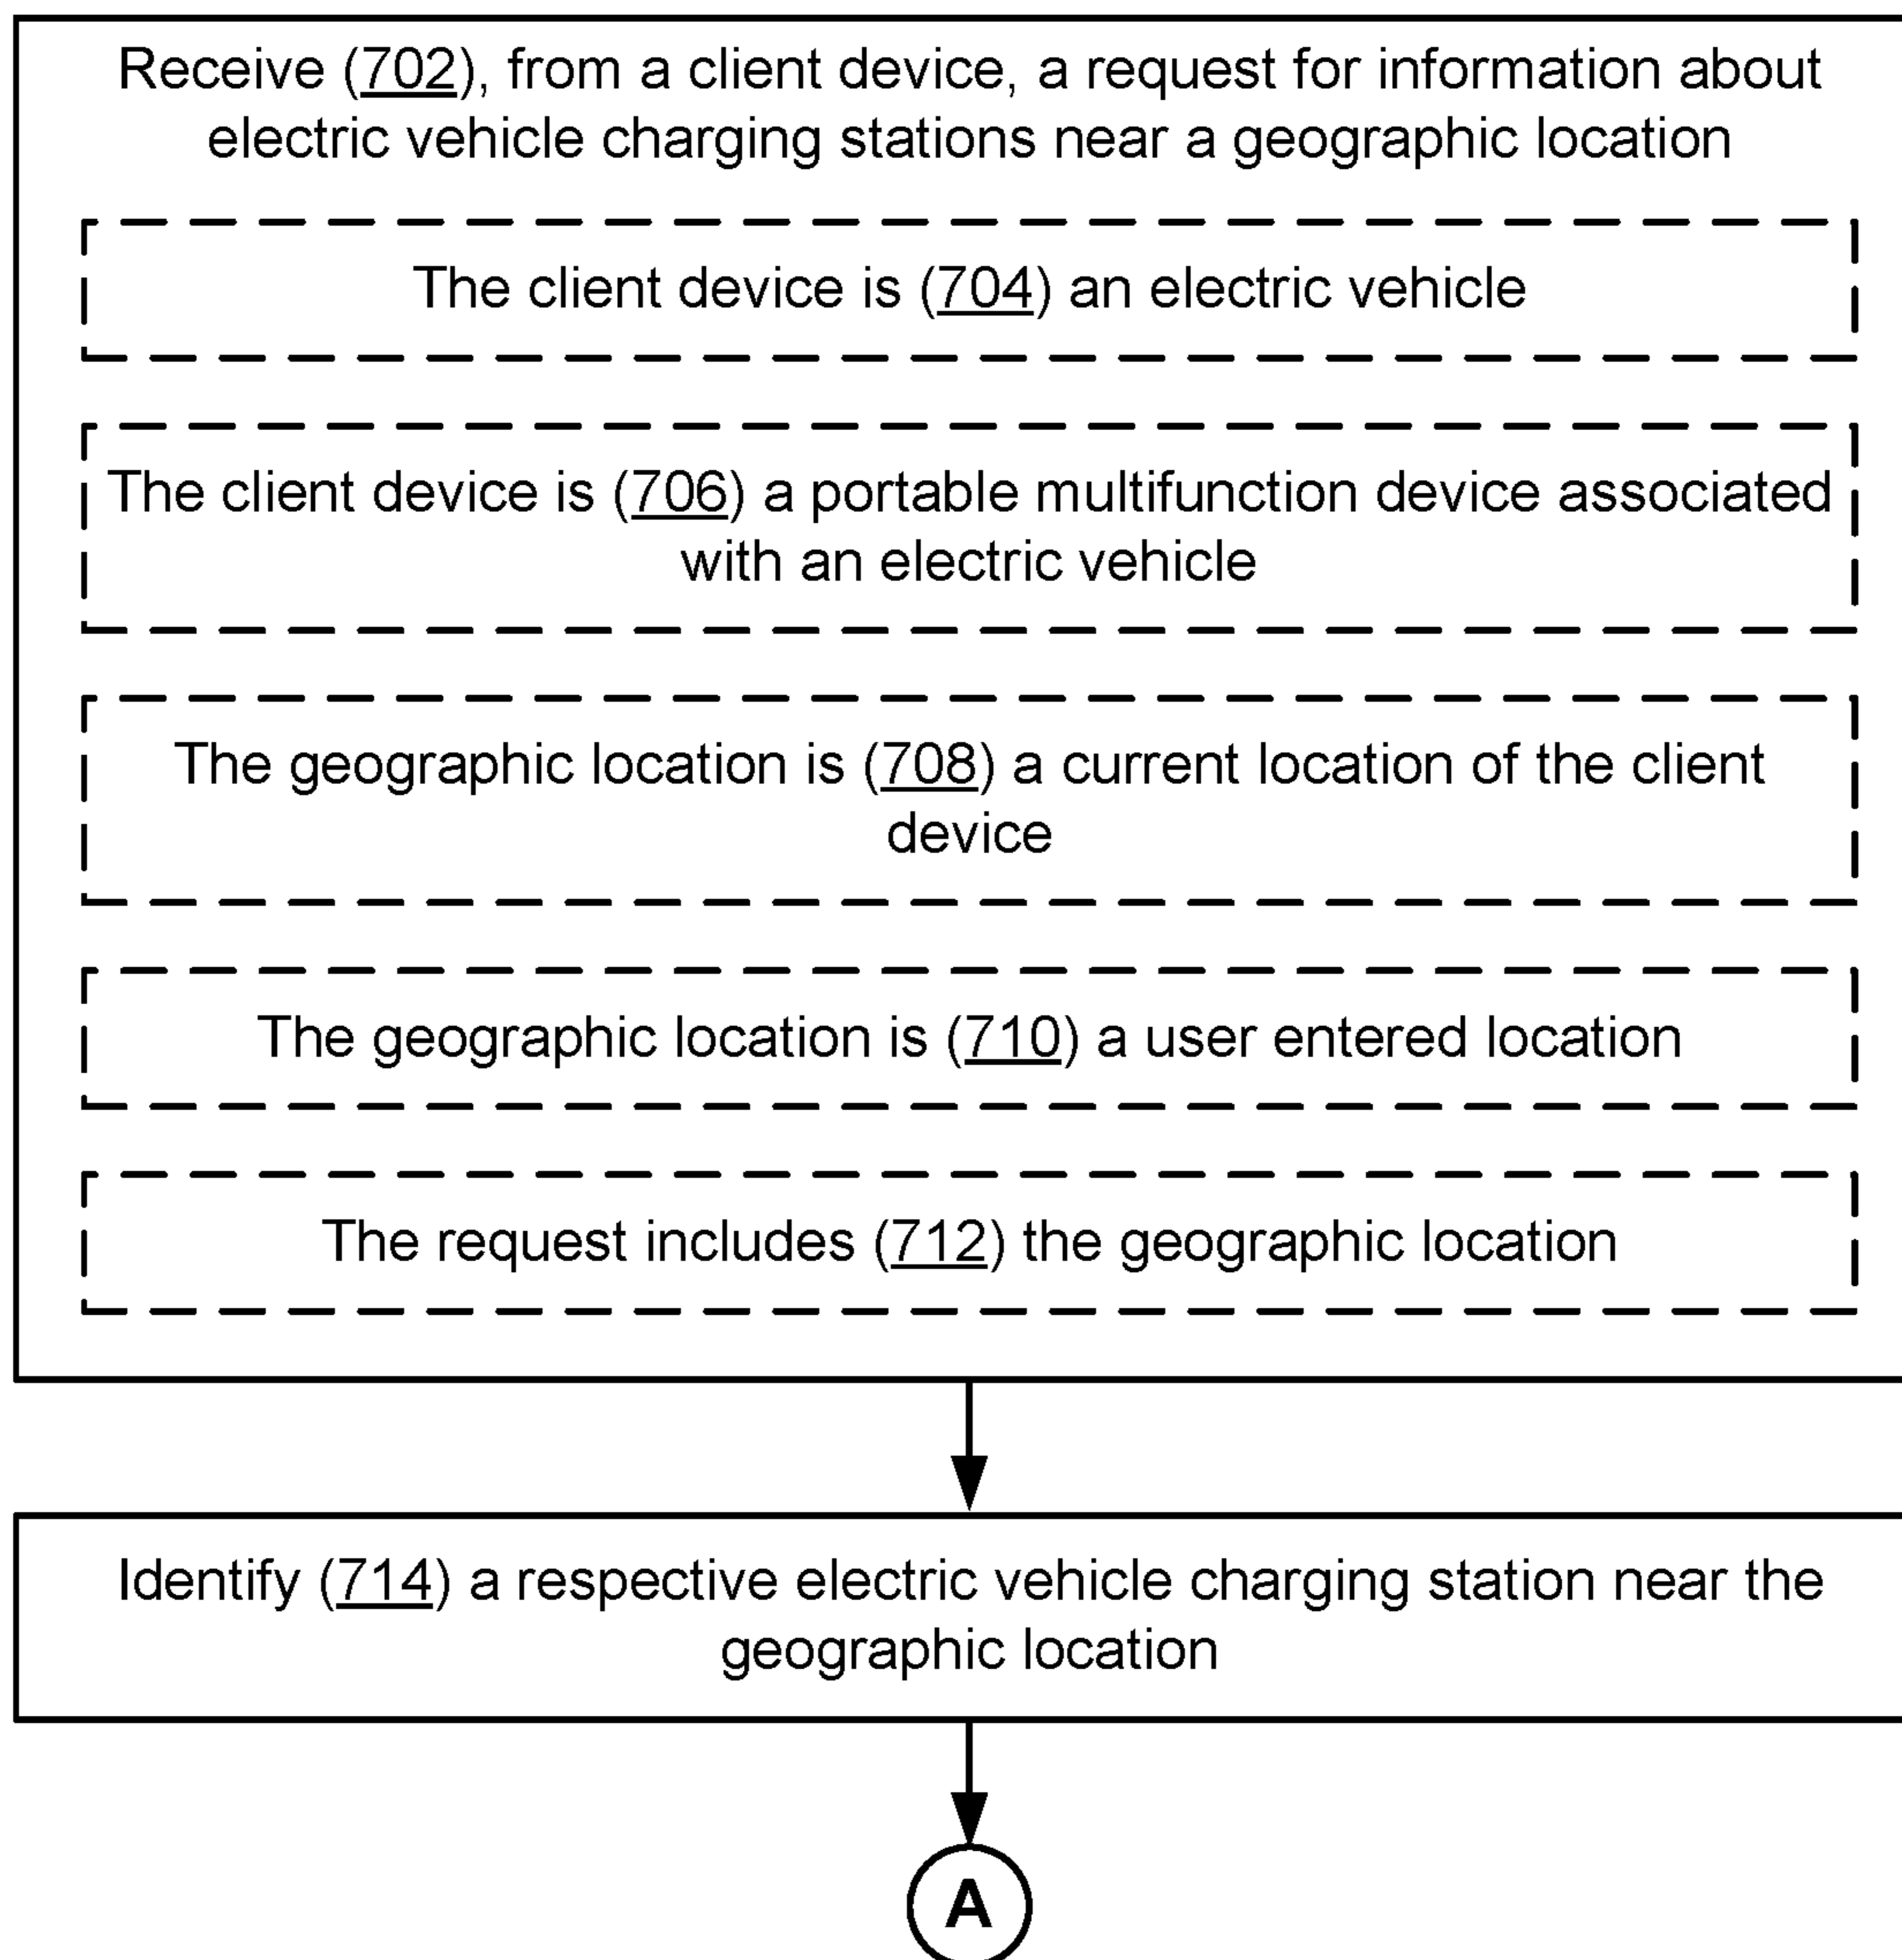 Receive (702), from a client device, a request for information about
electric vehicle charging stations near a geographic location
The client device is (704) an electric vehicle
The client device is (706) a portable multifunction device associated
with an electric vehicle
The geographic location is (708) a current location of the client
device
The geographic location is (710) a user entered location
The request includes (712) the geographic location
Identify (714) a respective electric vehicle charging station near the
geographic location
A